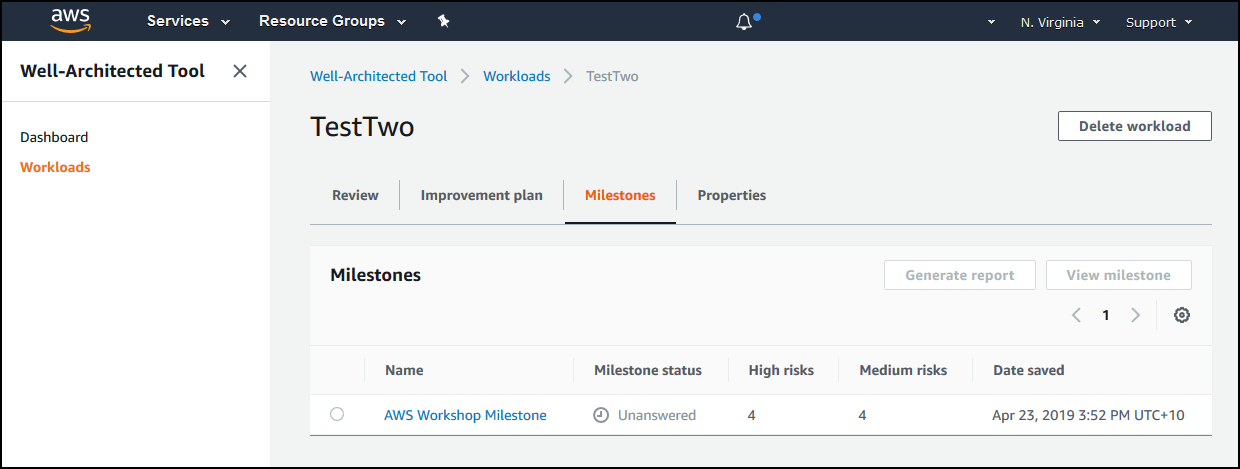 aws Services Resource Groups N. Virginia Support
Well-Architected Tool
Dashboard
Workloads
Well-Architected Tool Workloads TestTwo
TestTwo
Delete workload
Review Improvement plan Milestones Properties
Milestones
Generate report View milestone
1
Name Milestone status High risks Medium risks Date saved
AWS Workshop Milestone Unanswered 4 4 Apr 23, 2019 3:52 PM UTC+10